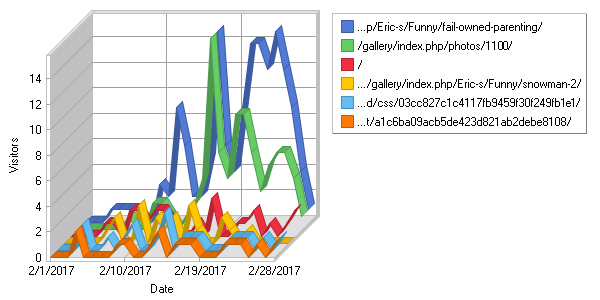 ...p/Eric-s/Funny/fail-owned-parenting/
/gallery/index.php/photos/1100/
/
.../gallery/index.php/Eric-s/Funny/snowman-2/
...d/css/03cc827c1c4117fb9459f30f249fb1e1/
...t/a1c6ba09acb5de423d821ab2debe8108/
Visitors
14
12
10
8
6
4
2
0
2/1/2017 2/10/2017 2/19/2017 2/28/2017
Date